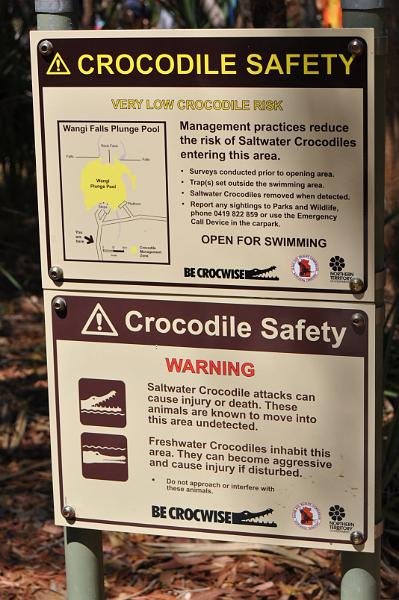 CROCODILE SAFETY
VERY LOW CROCODILE RISK
Wangi Falls Plunge Pool
Falls
Falls
Wangi
Plunge Pool
Platform
You
are
here
Crocodile
Management
Zone
Management practices reduce
the risk of Saltwater Crocodiles
entering this area.
• Surveys conducted prior to opening area.
• Trap(s) set outside the swimming area.
• Saltwater Crocodiles removed when detected.
• Report any sightings to Parks and Wildlife,
phone 0419 822 859 or use the Emergency
Call Device in the carpark.
OPEN FOR SWIMMING
BE CROCWISE
NORTHERN
TERRITORY
Crocodile Safety
WARNING
Saltwater Crocodile attacks can
cause injury or death. These
animals are known to move into
this area undetected.
Freshwater Crocodiles inhabit this
area. They can become aggressive
and cause injury if disturbed.
• Do not approach or interfere with
these animals.
BE CROCWISE
NORTHERN
TERRITORY